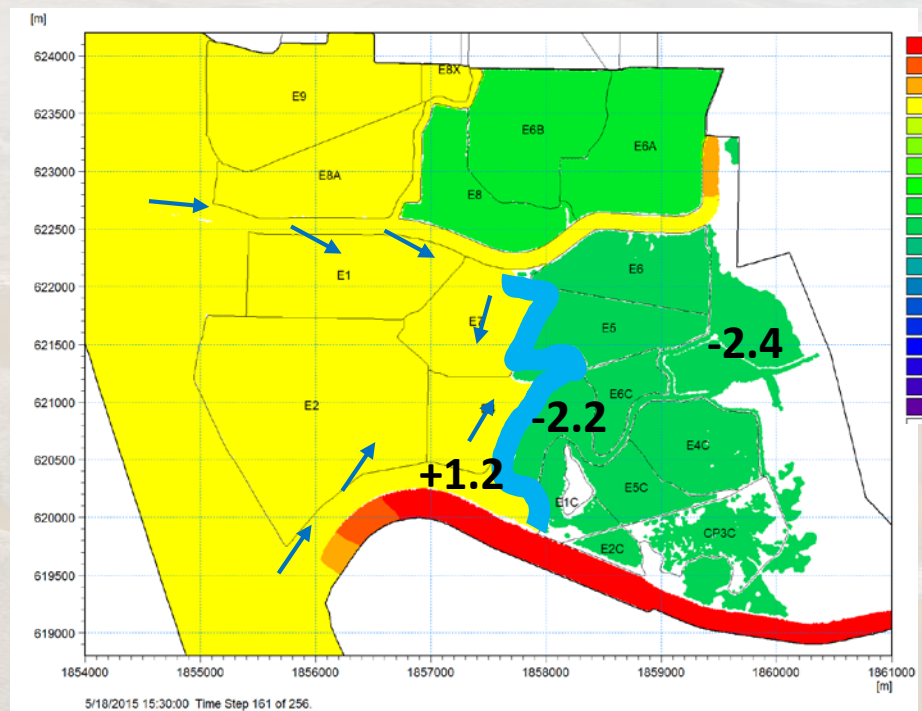 [m]
624000
E8X
E9
623500
E6B
E6A
623000
E8A
E8
622500
E6
E1
622000
E7
E5
621500
-2.4
E6C
E2
621000
-2.2
E4C
620500
+1.2
E1C
E5C
620000
CP3C
E2C
619500
619000
1854000 1855000 1856000 1857000 1858000 1859000 1860000 1861000
[m]
5/18/2015 15:30:00 Time Step 161 of 256.